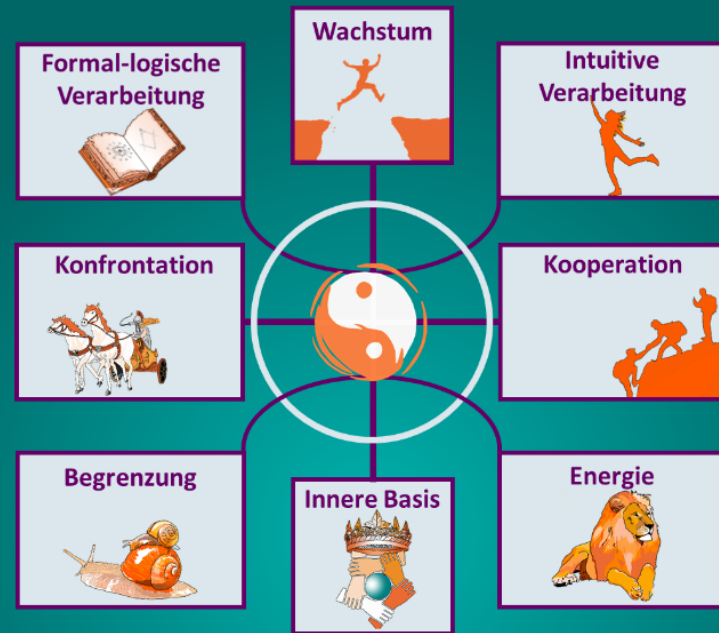 Wachstum
Formal-logische
Verarbeitung
Intuitive
Verarbeitung
Konfrontation
Kooperation
Begrenzung
Innere Basis
Energie